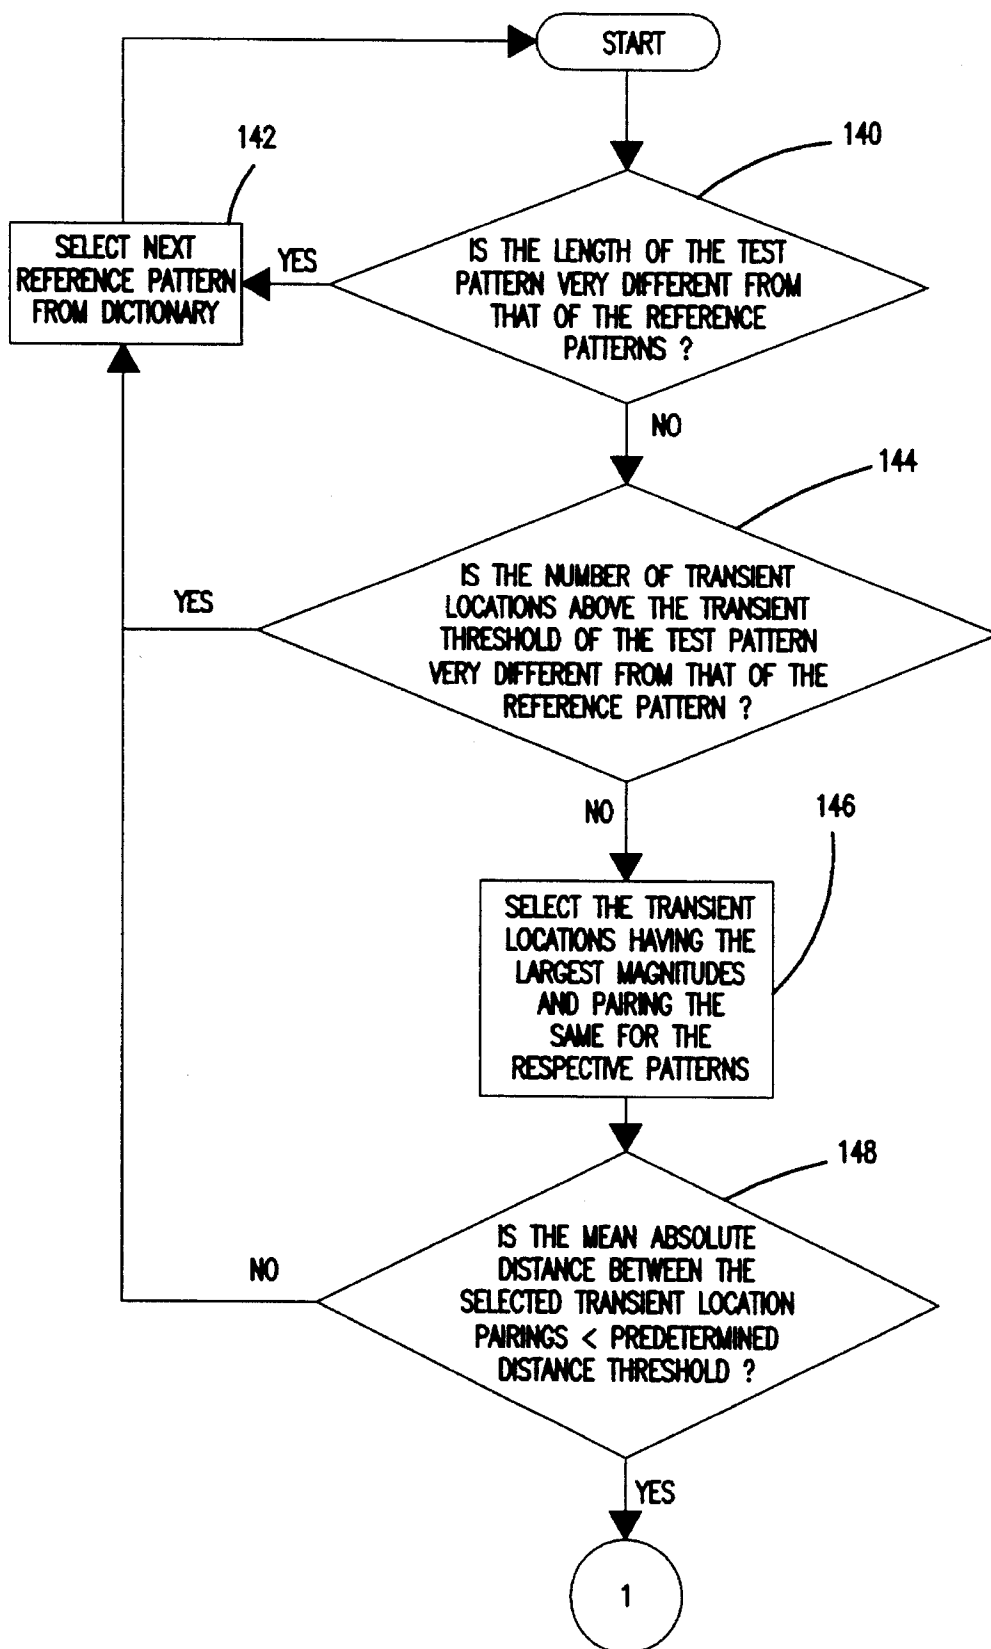 START
142
140
SELECT NEXT
REFERENCE PATTERN
FROM DICTIONARY
YES
IS THE LENGTH OF THE TEST
PATTERN VERY DIFFERENT FROM
THAT OF THE REFERENCE
PATTERNS ?
NO
144
YES
IS THE NUMBER OF TRANSIENT
LOCATIONS ABOVE THE TRANSIENT
THRESHOLD OF THE TEST PATTERN
VERY DIFFERENT FROM THAT OF THE
REFERENCE PATTERN ?
NO
146
SELECT THE TRANSIENT
LOCATIONS HAVING THE
LARGEST MAGNITUDES
AND PAIRING THE
SAME FOR THE
RESPECTIVE PATTERNS
148
NO
IS THE MEAN ABSOLUTE
DISTANCE BETWEEN THE
SELECTED TRANSIENT LOCATION
PAIRINGS < PREDETERMINED
DISTANCE THRESHOLD ?
YES
1